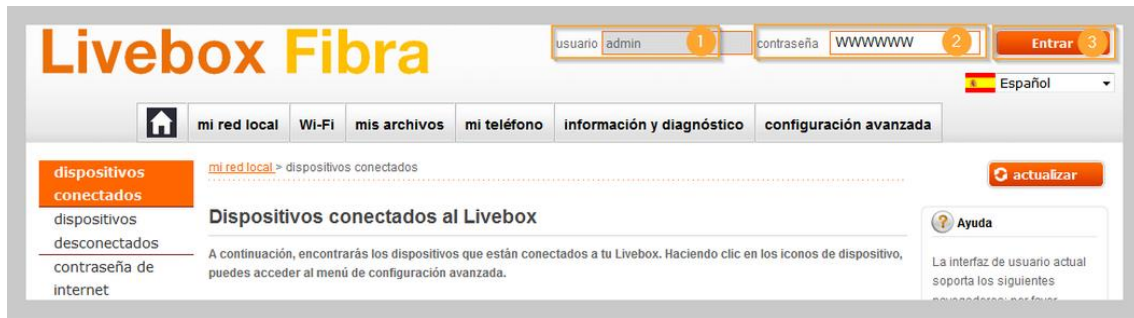 Livebox Fibra
usuario admin 1 contraseña WWWWWW 2 Entrar 3
Español
mi red local Wi-Fi mis archivos mi teléfono información y diagnóstico configuración avanzada
dispositivos
conectados
dispositivos
desconectados
contraseña de
internet
mi red local > dispositivos conectados
actualizar
Dispositivos conectados al Livebox
A continuación, encontrarás los dispositivos que están conectados a tu Livebox. Haciendo clic en los iconos de dispositivo,
puedes acceder al menú de configuración avanzada.
? Ayuda
La interfaz de usuario actual
soporta los siguientes